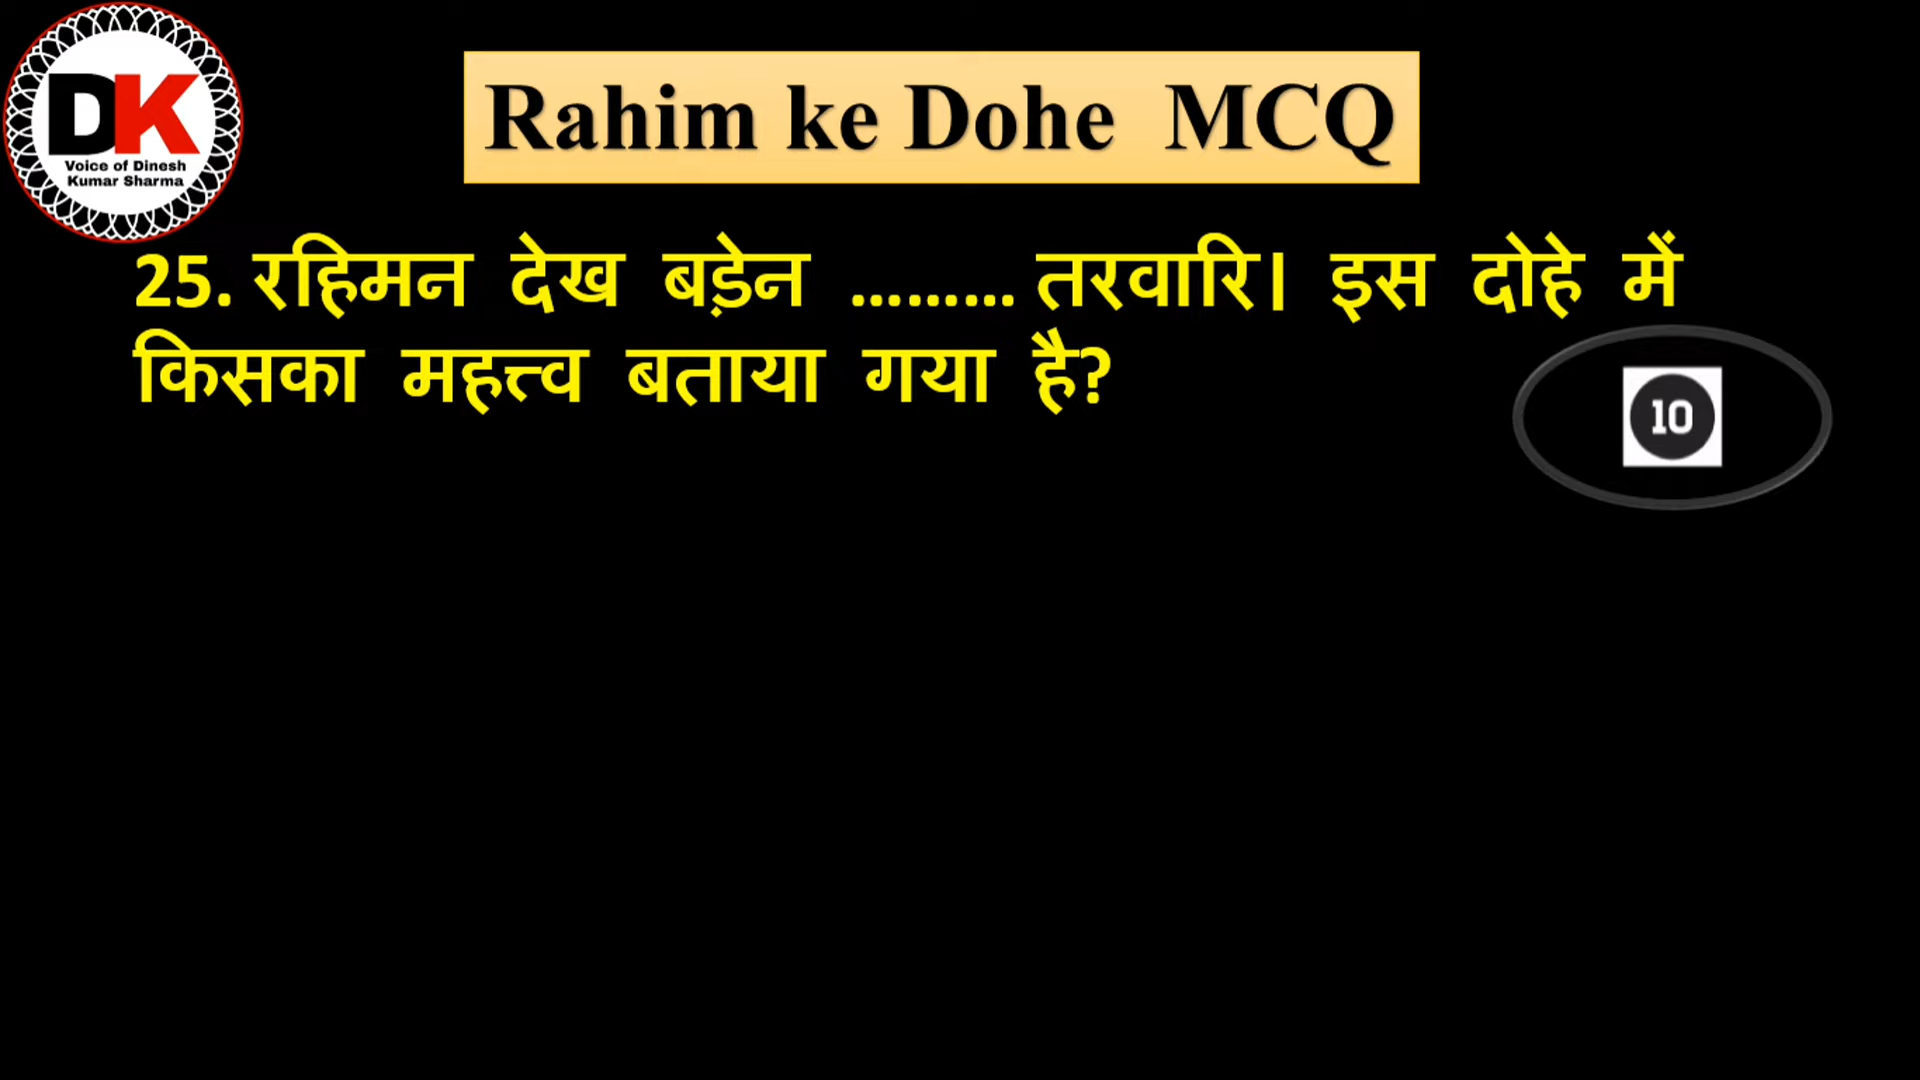 DK
Voice of Dinesh
Kumar Sharma
Rahim ke Dohe MCQ
25. रहिमन देख बड़ेन ......... तरवारि। इस दोहे में
किसका महत्त्व बताया गया है?
10